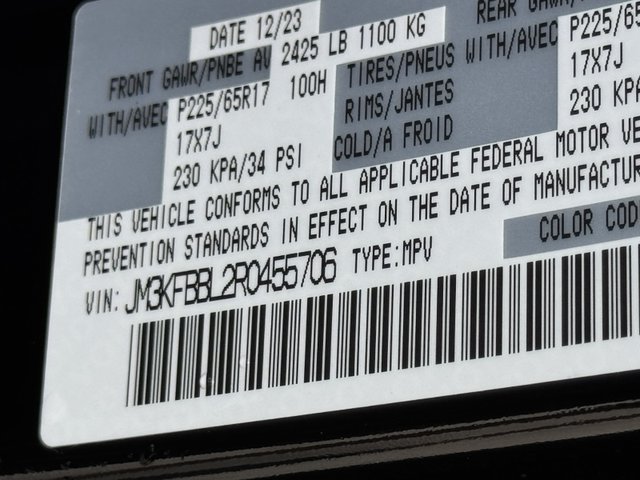 DATE 12/23
FRONT GAWR/PNBE AV 2425 LB 1100 KG
REAR GAWR/
WITH/AVEC P225/65R17 100H
17X7J
230 KPA/34 PSI
TIRES/PNEUS WITH/AVEC P225/65
RIMS/JANTES 17X7J
COLD/A FROID 230 KPA
THIS VEHICLE CONFORMS TO ALL APPLICABLE FEDERAL MOTOR VE
PREVENTION STANDARDS IN EFFECT ON THE DATE OF MANUFACTUR
COLOR COD
VIN: JM3KFBBL2R0455706 TYPE:MPV